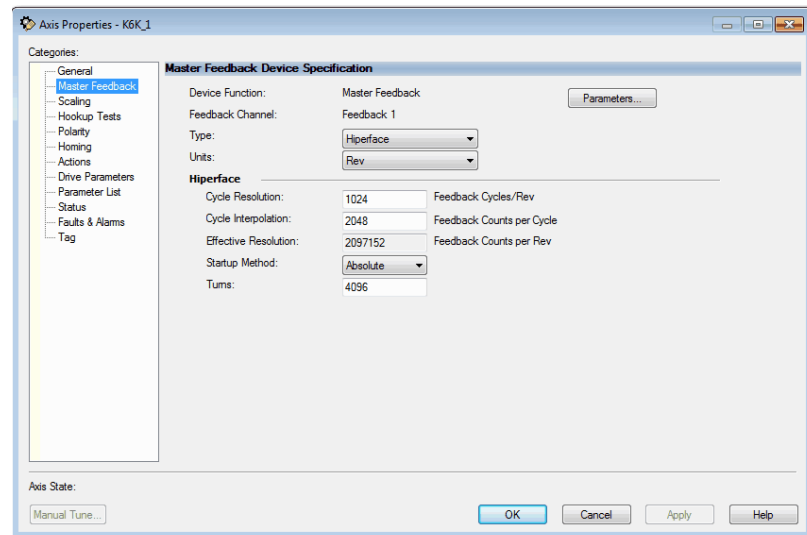 Axis Properties - K6K_1
Categories:
General
Master Feedback
Scaling
Hookup Tests
Polarity
Homing
Actions
Drive Parameters
Parameter List
Status
Faults & Alarms
Tag
Master Feedback Device Specification
Device Function: Master Feedback Parameters...
Feedback Channel: Feedback 1
Type: Hiperface
Units: Rev
Hiperface
Cycle Resolution: 1024 Feedback Cycles/Rev
Cycle Interpolation: 2048 Feedback Counts per Cycle
Effective Resolution: 2097152 Feedback Counts per Rev
Startup Method: Absolute
Turns: 4096
Axis State:
Manual Tune... OK Cancel Apply Help